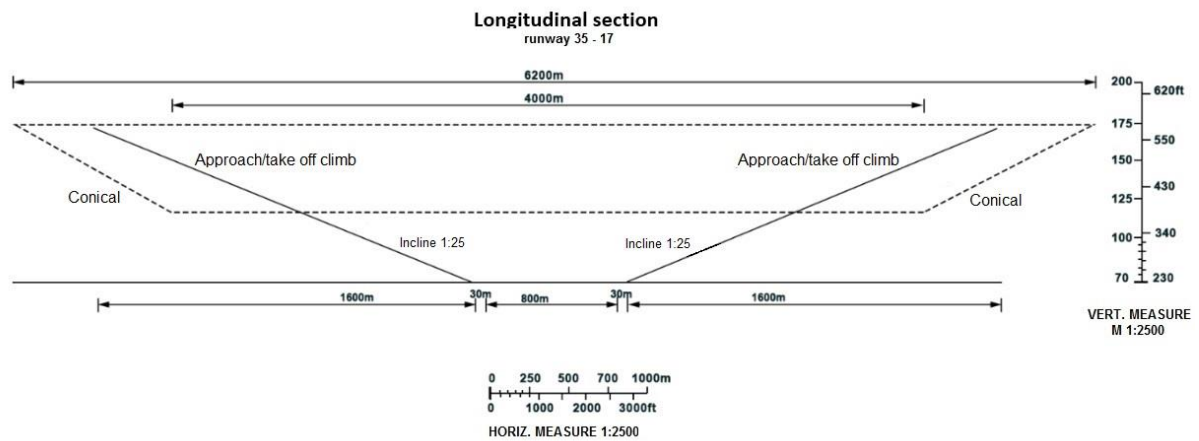 Longitudinal section
runway 35 - 17
6200m
4000m
200
620ft
175
550
150
430
125
340
100
70
230
Approach/take off climb
Approach/take off climb
Conical
Conical
Incline 1:25
Incline 1:25
1600m
30m
800m
30m
1600m
VERT. MEASURE
M 1:2500
0 250 500 700 1000m
0 1000 2000 3000ft
HORIZ. MEASURE 1:2500